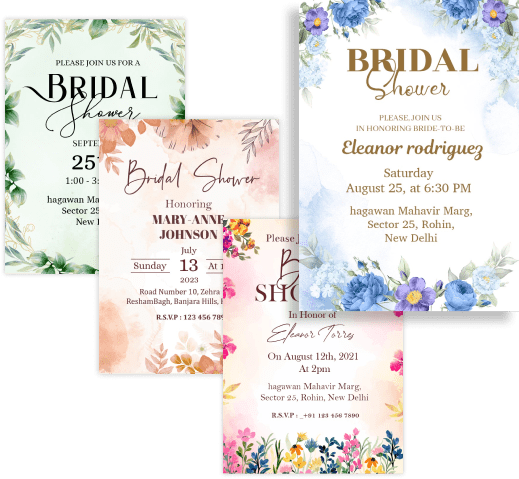 PLEASE JOIN US FOR A
BRIDAL
Shower
25
1:00 - 3
hagawan
Sector 25
New
Bridal Shower
Honoring
MARY-ANNE
JOHNSON
July
Sunday 13 At
2023
Road Number 10, Zehra
ReshamBagh, Banjara Hills,
R.S.V.P : 123 456 789
Please
SHO
In Honor of
Eleanor Torres
On August 12th, 2021
At 2pm
hagawan Mahavir Marg,
Sector 25, Rohin, New Delhi
R.S.V.P : _+91 123 456 7890
BRIDAL
Shower
PLEASE, JOIN US
IN HONORING BRIDE-TO-BE
Eleanor rodriguez
Saturday
August 25, at 6:30 PM
hagawan Mahavir Marg,
Sector 25, Rohin,
New Delhi